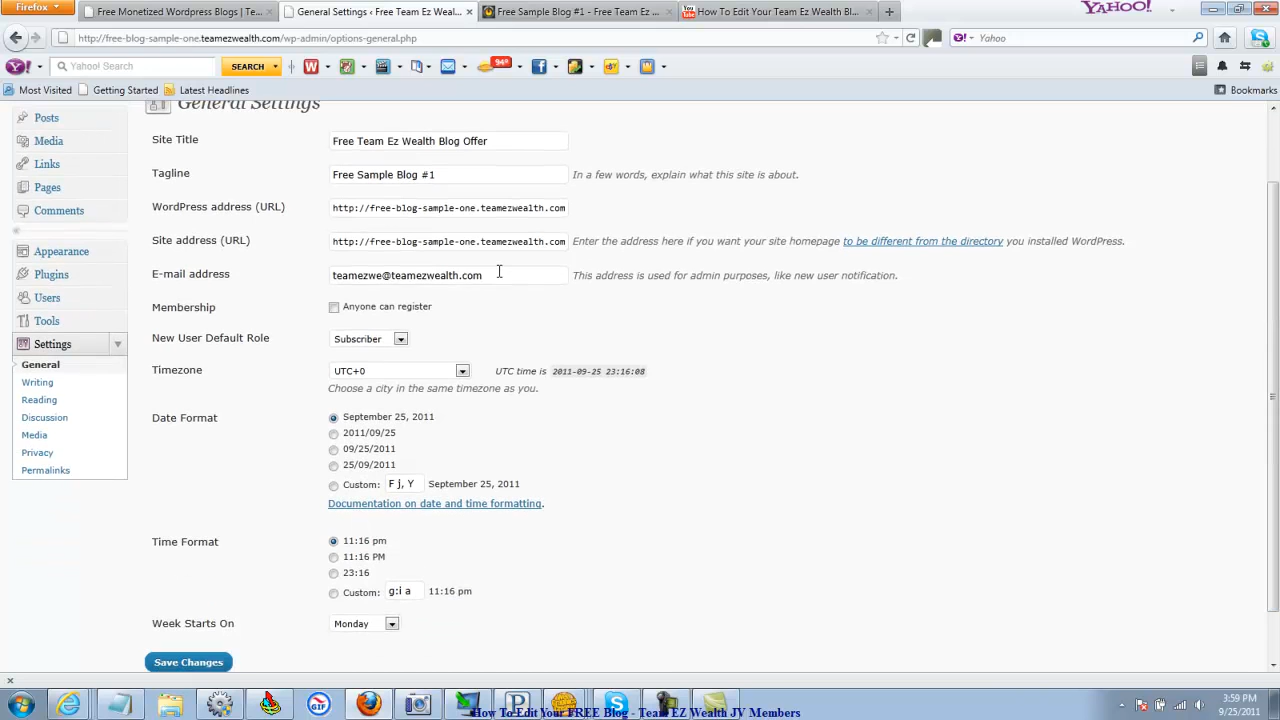 Firefox
Free Monetized Wordpress Blogs | Te...
General Settings ‹ Free Team Ez Weal...
Free Sample Blog #1 - Free Team Ez ...
You Tube
How To Edit Your Team Ez Wealth Bl...
YAHOO!
http://free-blog-sample-one.teamezwealth.com/wp-admin/options-general.php
Yahoo
Yahoo! Search
SEARCH
94°
Most Visited
Getting Started
Latest Headlines
Bookmarks
General Settings
Posts
Media
Links
Pages
Comments
Appearance
Plugins
Users
Tools
Settings
General
Writing
Reading
Discussion
Media
Privacy
Permalinks
Site Title
Free Team Ez Wealth Blog Offer
Tagline
Free Sample Blog #1
In a few words, explain what this site is about.
WordPress address (URL)
http://free-blog-sample-one.teamezwealth.com
Site address (URL)
http://free-blog-sample-one.teamezwealth.com
Enter the address here if you want your site homepage to be different from the directory you installed WordPress.
E-mail address
teamezwe@teamezwealth.com
This address is used for admin purposes, like new user notification.
Membership
Anyone can register
New User Default Role
Subscriber
Timezone
UTC+0
UTC time is 2011-09-25 23:16:08
Choose a city in the same timezone as you.
Date Format
September 25, 2011
2011/09/25
09/25/2011
25/09/2011
Custom: F j, Y September 25, 2011
Documentation on date and time formatting.
Time Format
11:16 pm
11:16 PM
23:16
Custom: g:i a 11:16 pm
Week Starts On
Monday
Save Changes
GIF
3:59 PM
9/25/2011
How To Edit Your FREE Blog - Team EZ Wealth JV Members